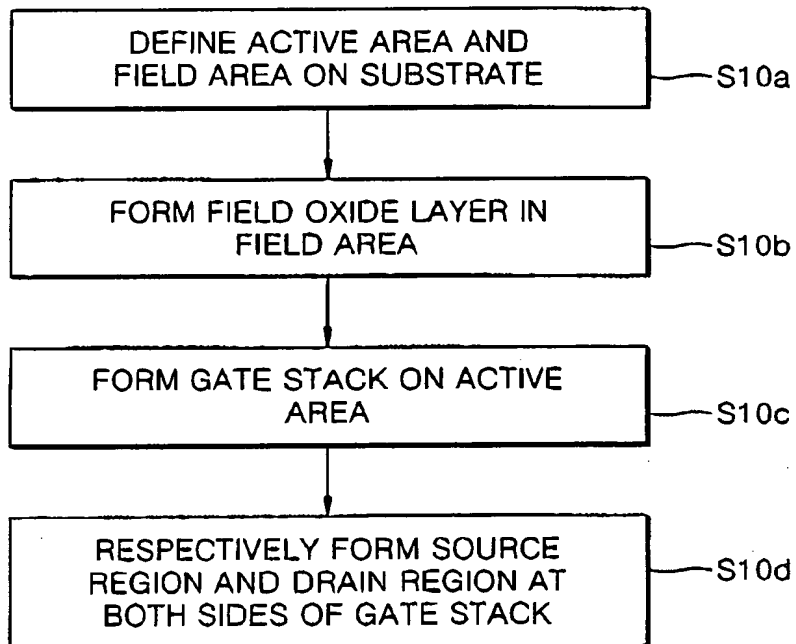 DEFINE ACTIVE AREA AND
FIELD AREA ON SUBSTRATE
S10a
FORM FIELD OXIDE LAYER IN
FIELD AREA
S10b
FORM GATE STACK ON ACTIVE
AREA
S10c
RESPECTIVELY FORM SOURCE
REGION AND DRAIN REGION AT
BOTH SIDES OF GATE STACK
S10d